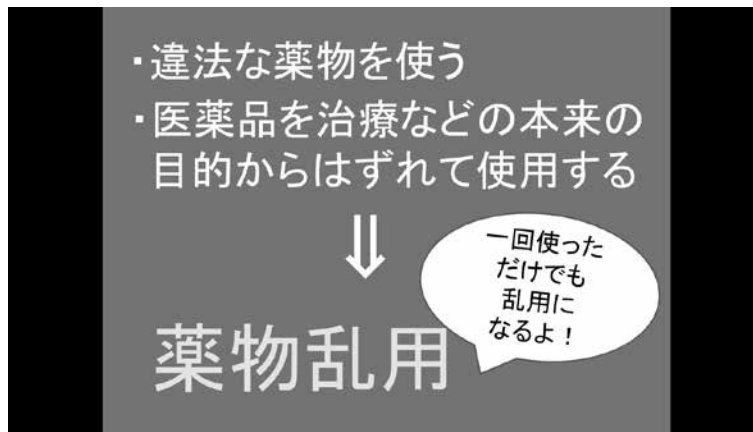 ・違法な薬物を使う
・医薬品を治療などの本来の
目的からはずれて使用する
⇓
一回使った
だけでも
乱用に
なるよ！
薬物乱用